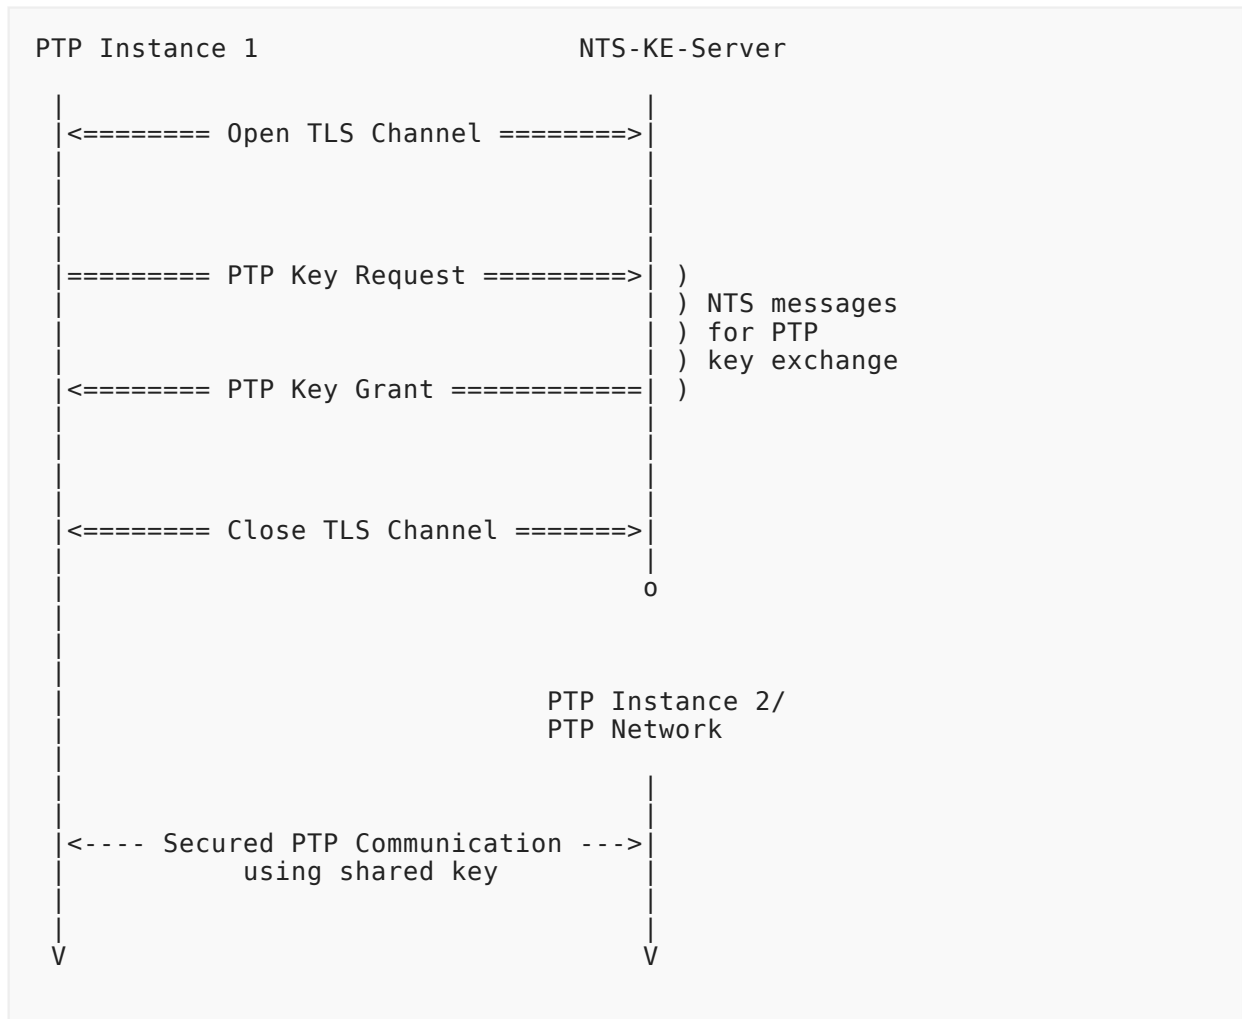 PTP Instance 1                    NTS-KE-Server
 |                                    |
 |<======== Open TLS Channel ========>|
 |                                    |
 |                                    |
 |                                    |
 |                                    |
 |========= PTP Key Request =========>| )
 |                                    | ) NTS messages
 |                                    | ) for PTP
 |                                    | ) key exchange
 |<======== PTP Key Grant ============| )
 |                                    |
 |                                    |
 |                                    |
 |                                    |
 |<======== Close TLS Channel =======>|
 |                                    |
 |                                    o
 |
 |
 |
 |                              PTP Instance 2/
 |                              PTP Network
 |
 |                                    |
 |                                    |
 |<---- Secured PTP Communication --->|
 |           using shared key         |
 |                                    |
 |                                    |
 V                                    V